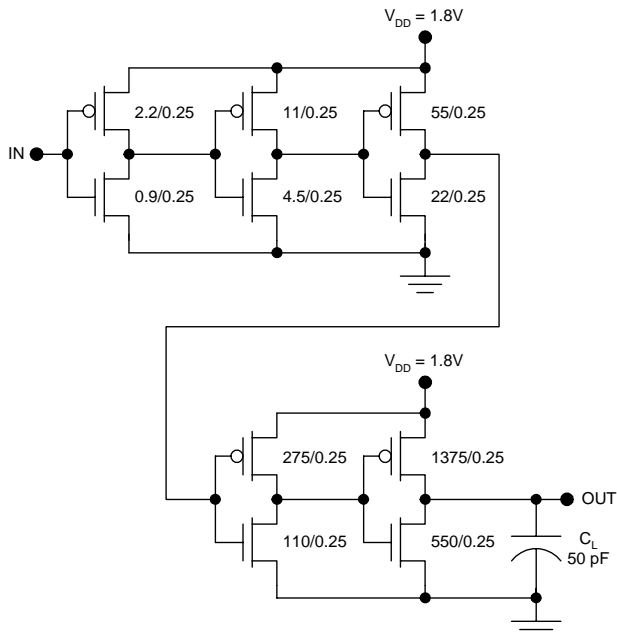 V_DD = 1.8V
2.2/0.25
11/0.25
55/0.25
IN
0.9/0.25
4.5/0.25
22/0.25
V_DD = 1.8V
275/0.25
1375/0.25
OUT
110/0.25
550/0.25
C_L
50 pF